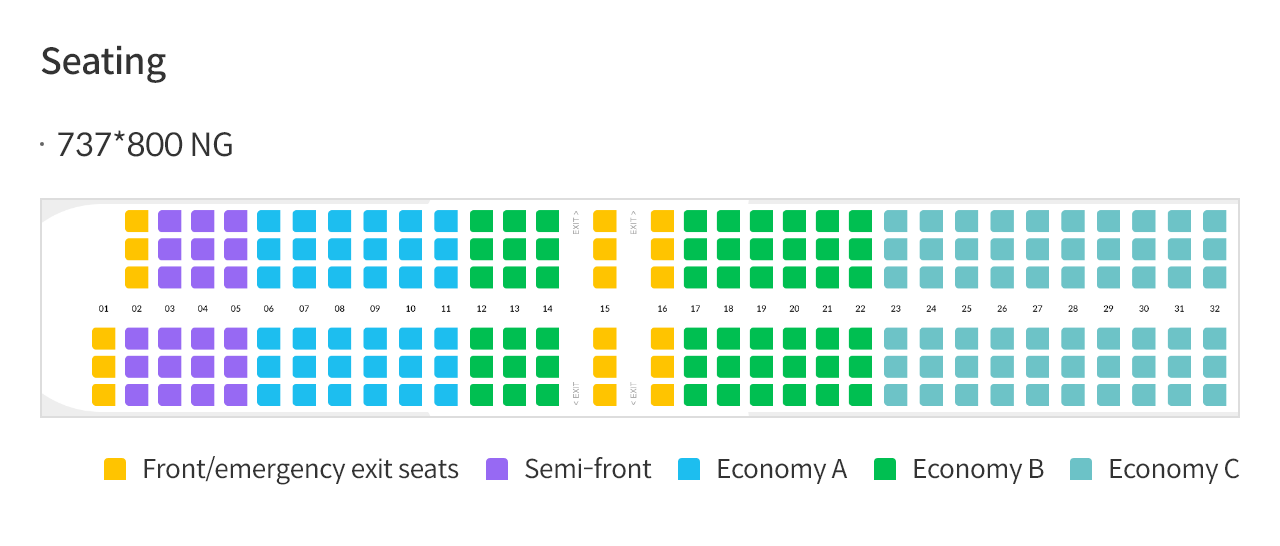 Seating
· 737*800 NG
EXIT > EXIT >
01 02 03 04 05 06 07 08 09 10 11 12 13 14 15 16 17 18 19 20 21 22 23 24 25 26 27 28 29 30 31 32
< EXIT < EXIT
Front/emergency exit seats Semi-front Economy A Economy B Economy C